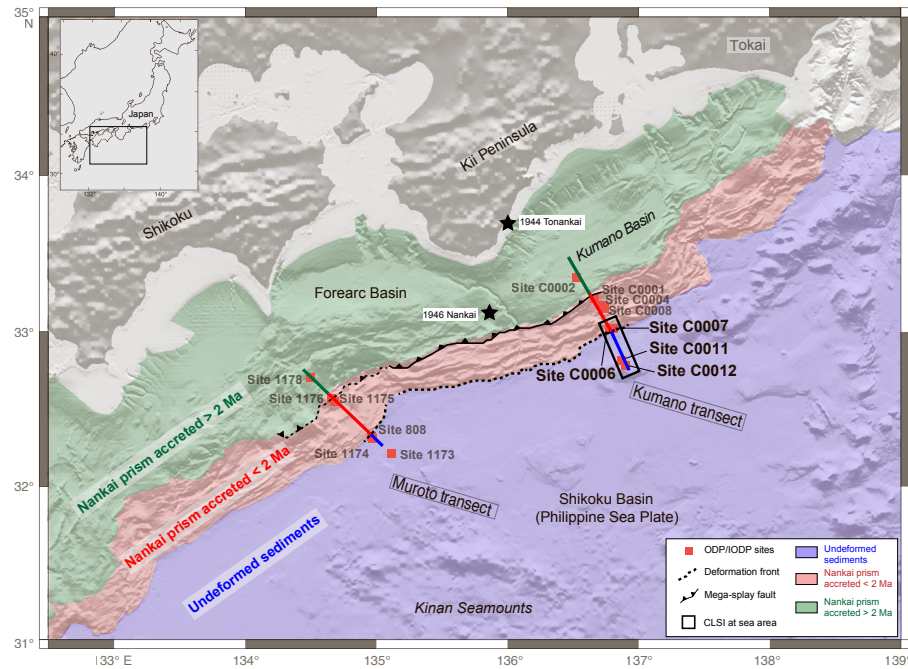 35°
N
34°
33°
32°
31°
133° E
134°
135°
136°
137°
138°
139°
40°
30°
132°
140°
Japan
Tokai
Kii Peninsula
Shikoku
1944 Tonankai
Kumano Basin
Site C0002
Site C0001
Site C0004
Site C0008
Forearc Basin
1946 Nankai
Site C0007
Site C0011
Site C0006
Site C0012
Kumano transect
Site 1178
Site 1176
Site 1175
Site 808
Site 1174
Site 1173
Muroto transect
Nankai prism accreted > 2 Ma
Nankai prism accreted < 2 Ma
Undeformed sediments
Shikoku Basin
(Philippine Sea Plate)
Kinan Seamounts
ODP/IODP sites
Deformation front
Mega-splay fault
CLSI at sea area
Undeformed
sediments
Nankai prism
accreted < 2 Ma
Nankai prism
accreted > 2 Ma